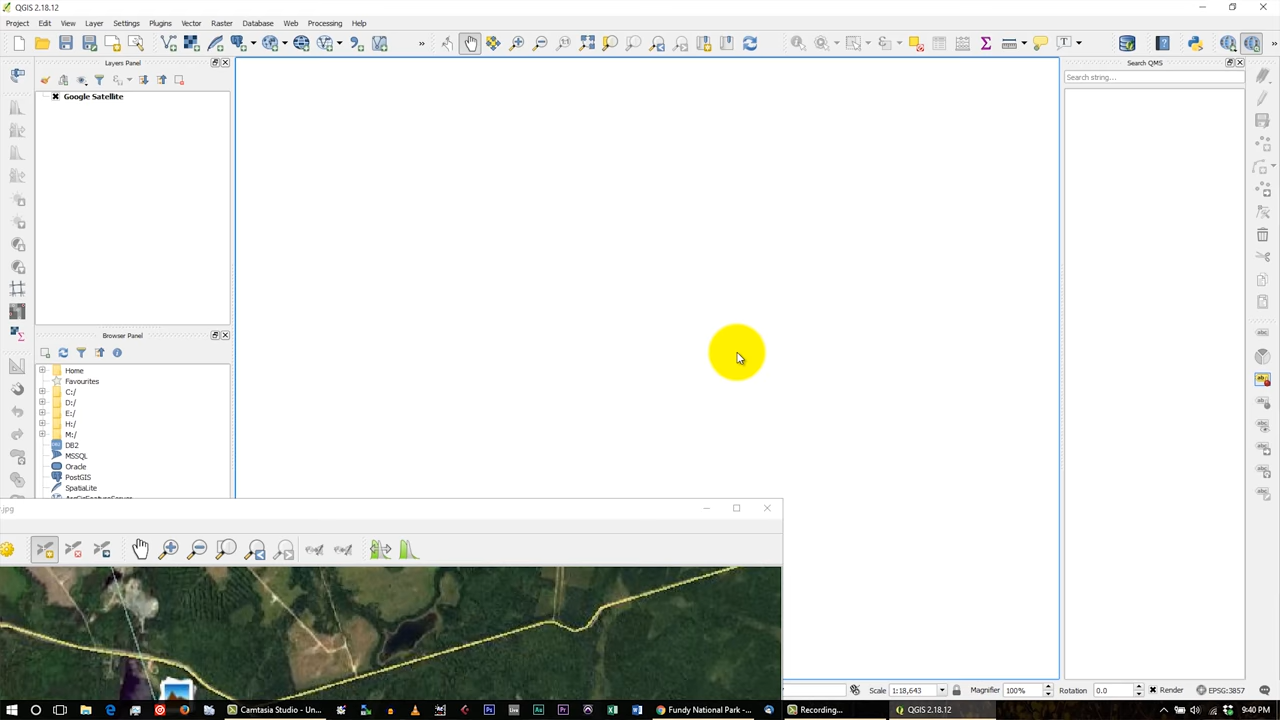 QGIS 2.18.12
Project Edit View Layer Settings Plugins Vector Raster Database Web Processing Help
Layers Panel
Search QMS
Search string...
Google Satellite
Browser Panel
Home
Favourites
C:/
D:/
E:/
H:/
M:/
DB2
MSSQL
Oracle
PostGIS
SpatiaLite
.jpg
Scale 1:18,643 Magnifier 100% Rotation 0.0 Render EPSG:3857
Camtasia Studio - Un... Fundy National Park -... Recording... QGIS 2.18.12 9:40 PM